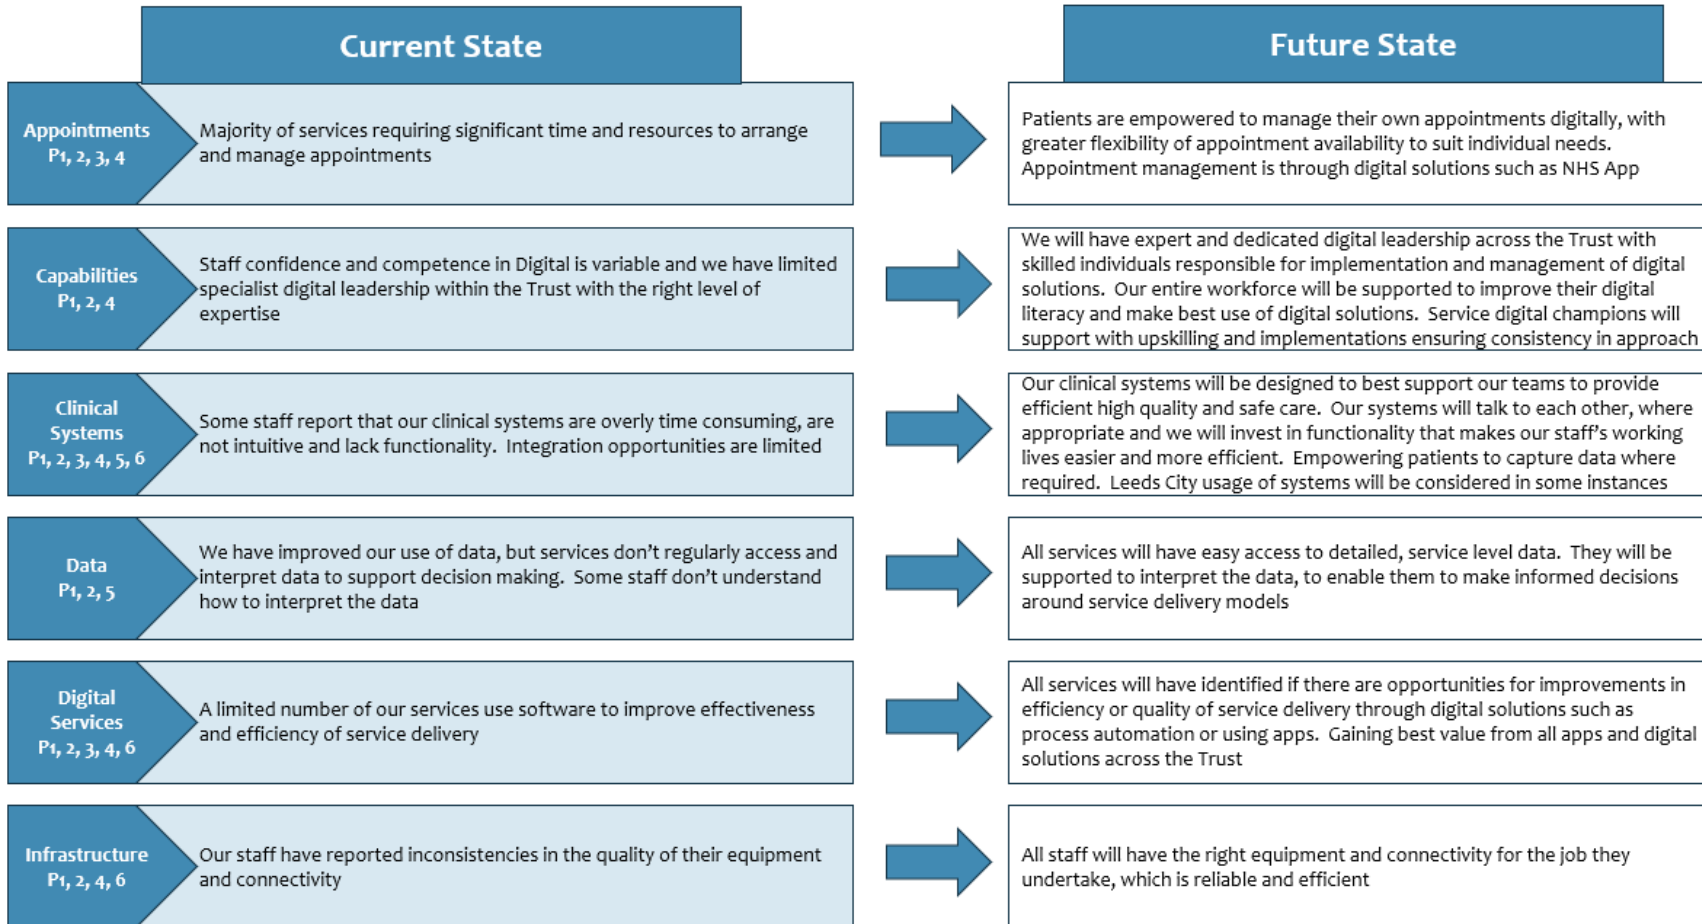 Current State
Future State
Appointments
P1, 2, 3, 4
Majority of services requiring significant time and resources to arrange
and manage appointments
Patients are empowered to manage their own appointments digitally, with
greater flexibility of appointment availability to suit individual needs.
Appointment management is through digital solutions such as NHS App
Capabilities
P1, 2, 4
Staff confidence and competence in Digital is variable and we have limited
specialist digital leadership within the Trust with the right level of
expertise
We will have expert and dedicated digital leadership across the Trust with
skilled individuals responsible for implementation and management of digital
solutions.  Our entire workforce will be supported to improve their digital
literacy and make best use of digital solutions.  Service digital champions will
support with upskilling and implementations ensuring consistency in approach
Clinical
Systems
P1, 2, 3, 4, 5, 6
Some staff report that our clinical systems are overly time consuming, are
not intuitive and lack functionality.  Integration opportunities are limited
Our clinical systems will be designed to best support our teams to provide
efficient high quality and safe care.  Our systems will talk to each other, where
appropriate and we will invest in functionality that makes our staff's working
lives easier and more efficient.  Empowering patients to capture data where
required.  Leeds City usage of systems will be considered in some instances
Data
P1, 2, 5
We have improved our use of data, but services don't regularly access and
interpret data to support decision making.  Some staff don't understand
how to interpret the data
All services will have easy access to detailed, service level data.  They will be
supported to interpret the data, to enable them to make informed decisions
around service delivery models
Digital
Services
P1, 2, 3, 4, 6
A limited number of our services use software to improve effectiveness
and efficiency of service delivery
All services will have identified if there are opportunities for improvements in
efficiency or quality of service delivery through digital solutions such as
process automation or using apps.  Gaining best value from all apps and digital
solutions across the Trust
Infrastructure
P1, 2, 4, 6
Our staff have reported inconsistencies in the quality of their equipment
and connectivity
All staff will have the right equipment and connectivity for the job they
undertake, which is reliable and efficient